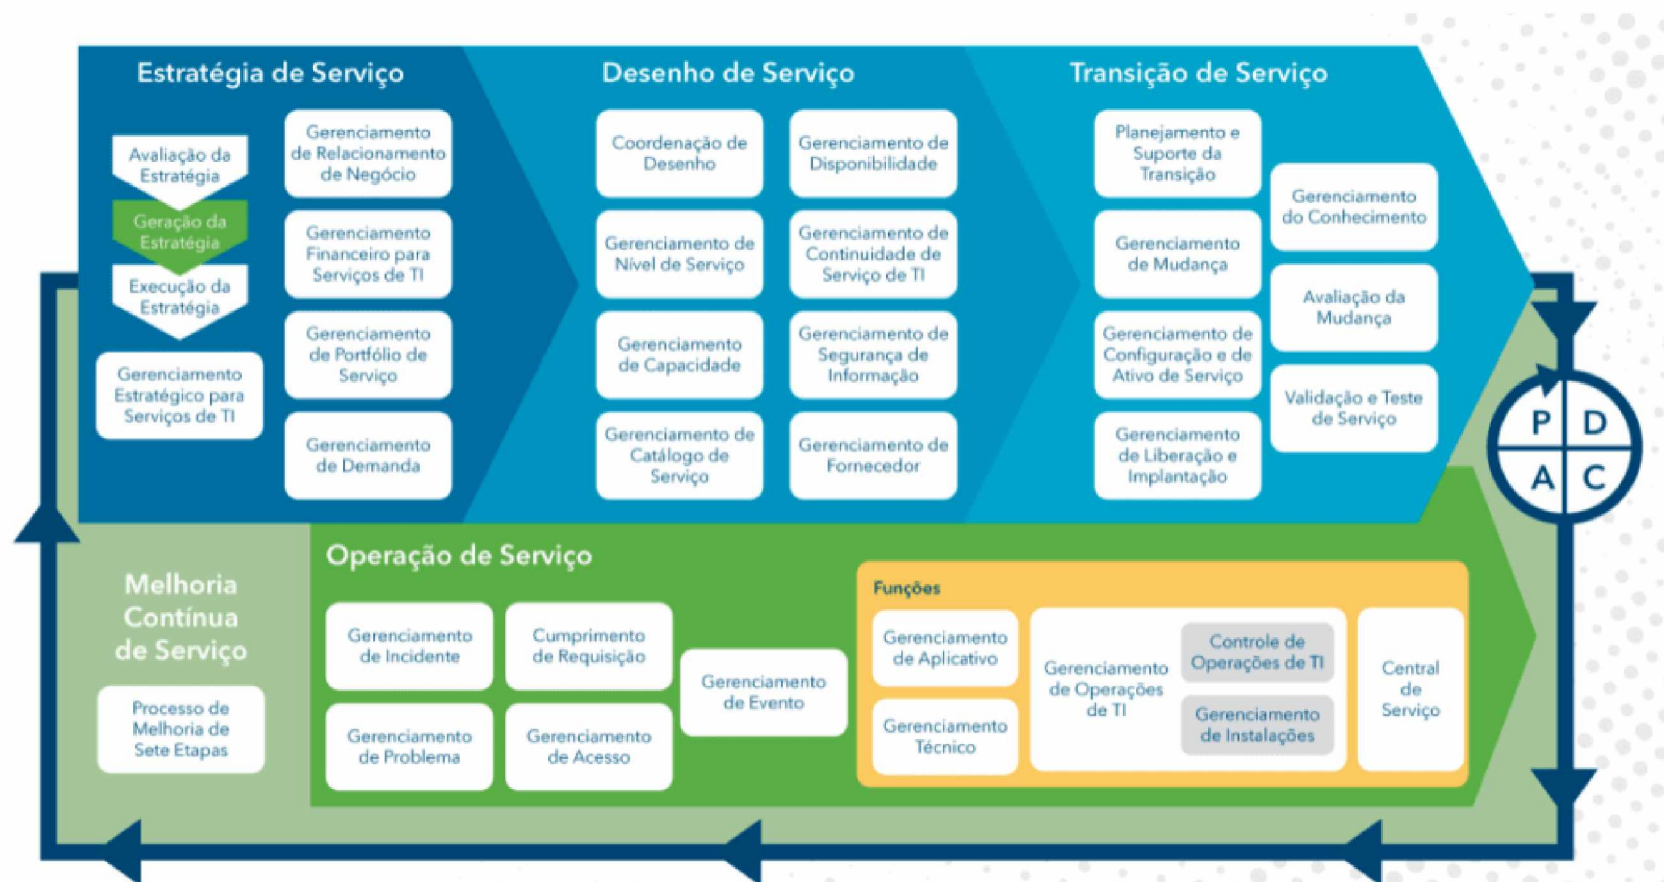 Estratégia de Serviço
Avaliação da
Estratégia
Geração da
Estratégia
Execução da
Estratégia
Gerenciamento
Estratégico para
Serviços de TI
Gerenciamento
de Relacionamento
de Negócio
Gerenciamento
Financeiro para
Serviços de TI
Gerenciamento
de Portfólio de
Serviço
Gerenciamento
de Demanda
Desenho de Serviço
Coordenação de
Desenho
Gerenciamento de
Nível de Serviço
Gerenciamento
de Capacidade
Gerenciamento de
Catálogo de
Serviço
Gerenciamento de
Disponibilidade
Gerenciamento de
Continuidade de
Serviço de TI
Gerenciamento de
Segurança de
Informação
Gerenciamento de
Fornecedor
Transição de Serviço
Planejamento e
Suporte da
Transição
Gerenciamento
de Mudança
Gerenciamento de
Configuração e de
Ativo de Serviço
Gerenciamento
de Liberação e
Implantação
Gerenciamento
do Conhecimento
Avaliação da
Mudança
Validação e Teste
de Serviço
P D
A C
Melhoria
Contínua
de Serviço
Processo de
Melhoria de
Sete Etapas
Operação de Serviço
Gerenciamento
de Incidente
Cumprimento
de Requisição
Gerenciamento
de Problema
Gerenciamento
de Acesso
Gerenciamento
de Evento
Funções
Gerenciamento
de Aplicativo
Gerenciamento
Técnico
Gerenciamento
de Operações
de TI
Controle de
Operações de TI
Gerenciamento
de Instalações
Central
de
Serviço